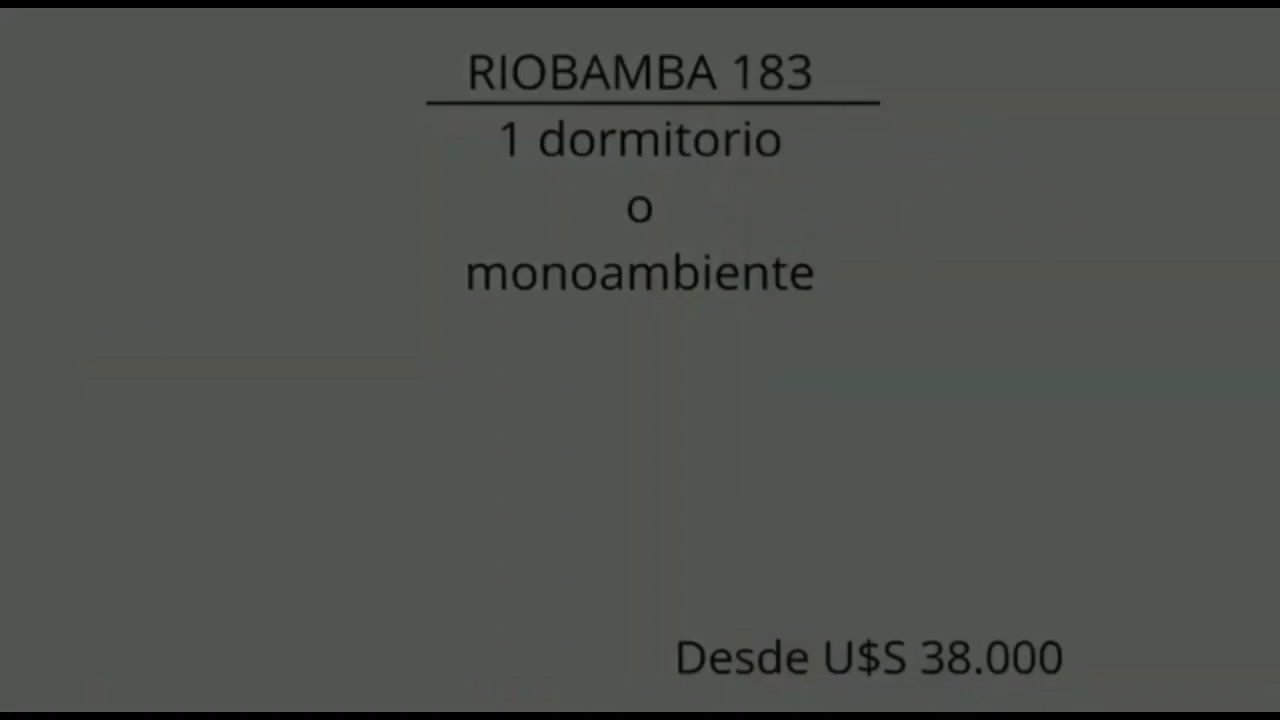 RIOBAMBA 183
1 dormitorio
o
monoambiente
Desde U$S 38.000